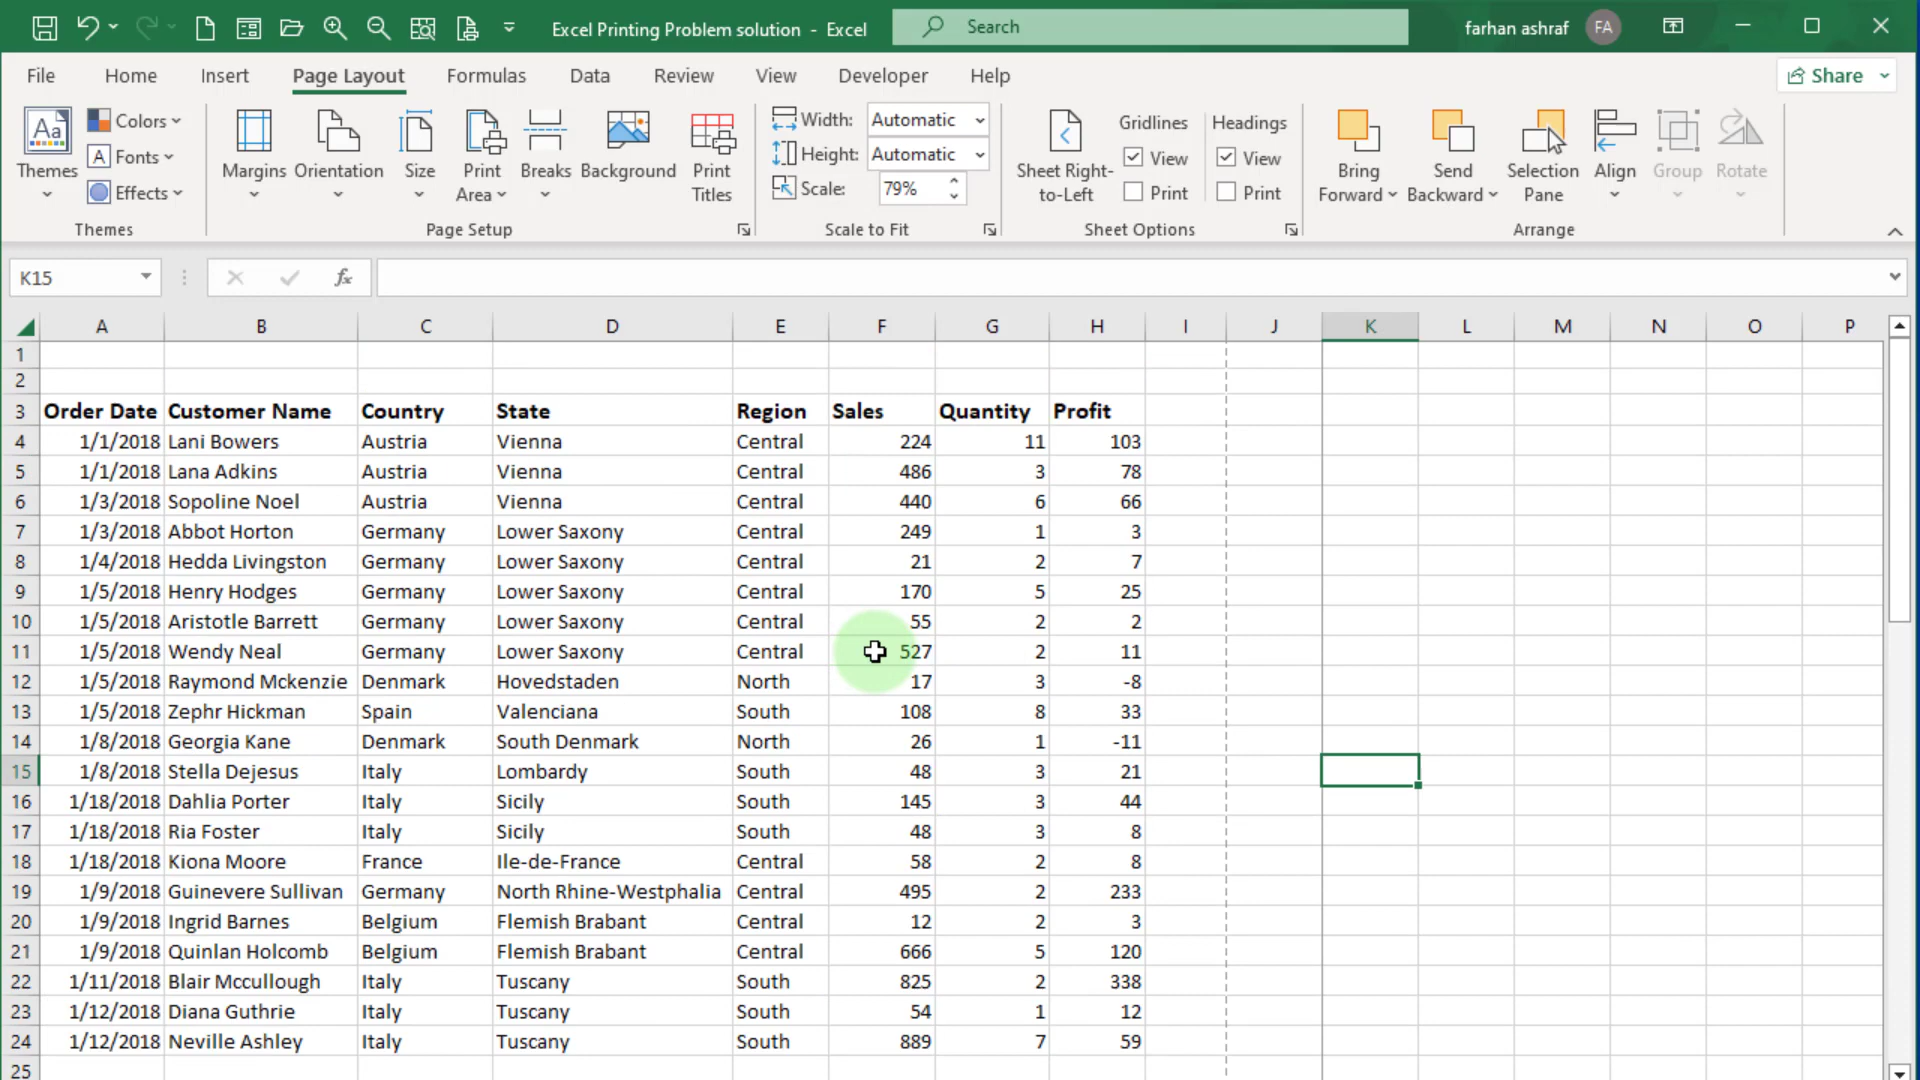 Excel Printing Problem solution - Excel
Search
farhan ashraf FA
File Home Insert Page Layout Formulas Data Review View Developer Help Share
Aa Themes
Colors
A Fonts
Effects
Themes
Margins Orientation Size Print Area Breaks Background Print Titles
Page Setup
Width: Automatic
Height: Automatic
Scale: 79%
Scale to Fit
Sheet Right-to-Left
Gridlines Headings
View View
Print Print
Sheet Options
Bring Forward Send Backward Selection Pane Align Group Rotate
Arrange
K15 fx
A B C D E F G H I J K L M N O P
1
2
3 Order Date Customer Name Country State Region Sales Quantity Profit
4 1/1/2018 Lani Bowers Austria Vienna Central 224 11 103
5 1/1/2018 Lana Adkins Austria Vienna Central 486 3 78
6 1/3/2018 Sopoline Noel Austria Vienna Central 440 6 66
7 1/3/2018 Abbot Horton Germany Lower Saxony Central 249 1 3
8 1/4/2018 Hedda Livingston Germany Lower Saxony Central 21 2 7
9 1/5/2018 Henry Hodges Germany Lower Saxony Central 170 5 25
10 1/5/2018 Aristotle Barrett Germany Lower Saxony Central 55 2 2
11 1/5/2018 Wendy Neal Germany Lower Saxony Central 527 2 11
12 1/5/2018 Raymond Mckenzie Denmark Hovedstaden North 17 3 -8
13 1/5/2018 Zephr Hickman Spain Valenciana South 108 8 33
14 1/8/2018 Georgia Kane Denmark South Denmark North 26 1 -11
15 1/8/2018 Stella Dejesus Italy Lombardy South 48 3 21
16 1/18/2018 Dahlia Porter Italy Sicily South 145 3 44
17 1/18/2018 Ria Foster Italy Sicily South 48 3 8
18 1/18/2018 Kiona Moore France Ile-de-France Central 58 2 8
19 1/9/2018 Guinevere Sullivan Germany North Rhine-Westphalia Central 495 2 233
20 1/9/2018 Ingrid Barnes Belgium Flemish Brabant Central 12 2 3
21 1/9/2018 Quinlan Holcomb Belgium Flemish Brabant Central 666 5 120
22 1/11/2018 Blair Mccullough Italy Tuscany South 825 2 338
23 1/12/2018 Diana Guthrie Italy Tuscany South 54 1 12
24 1/12/2018 Neville Ashley Italy Tuscany South 889 7 59
25